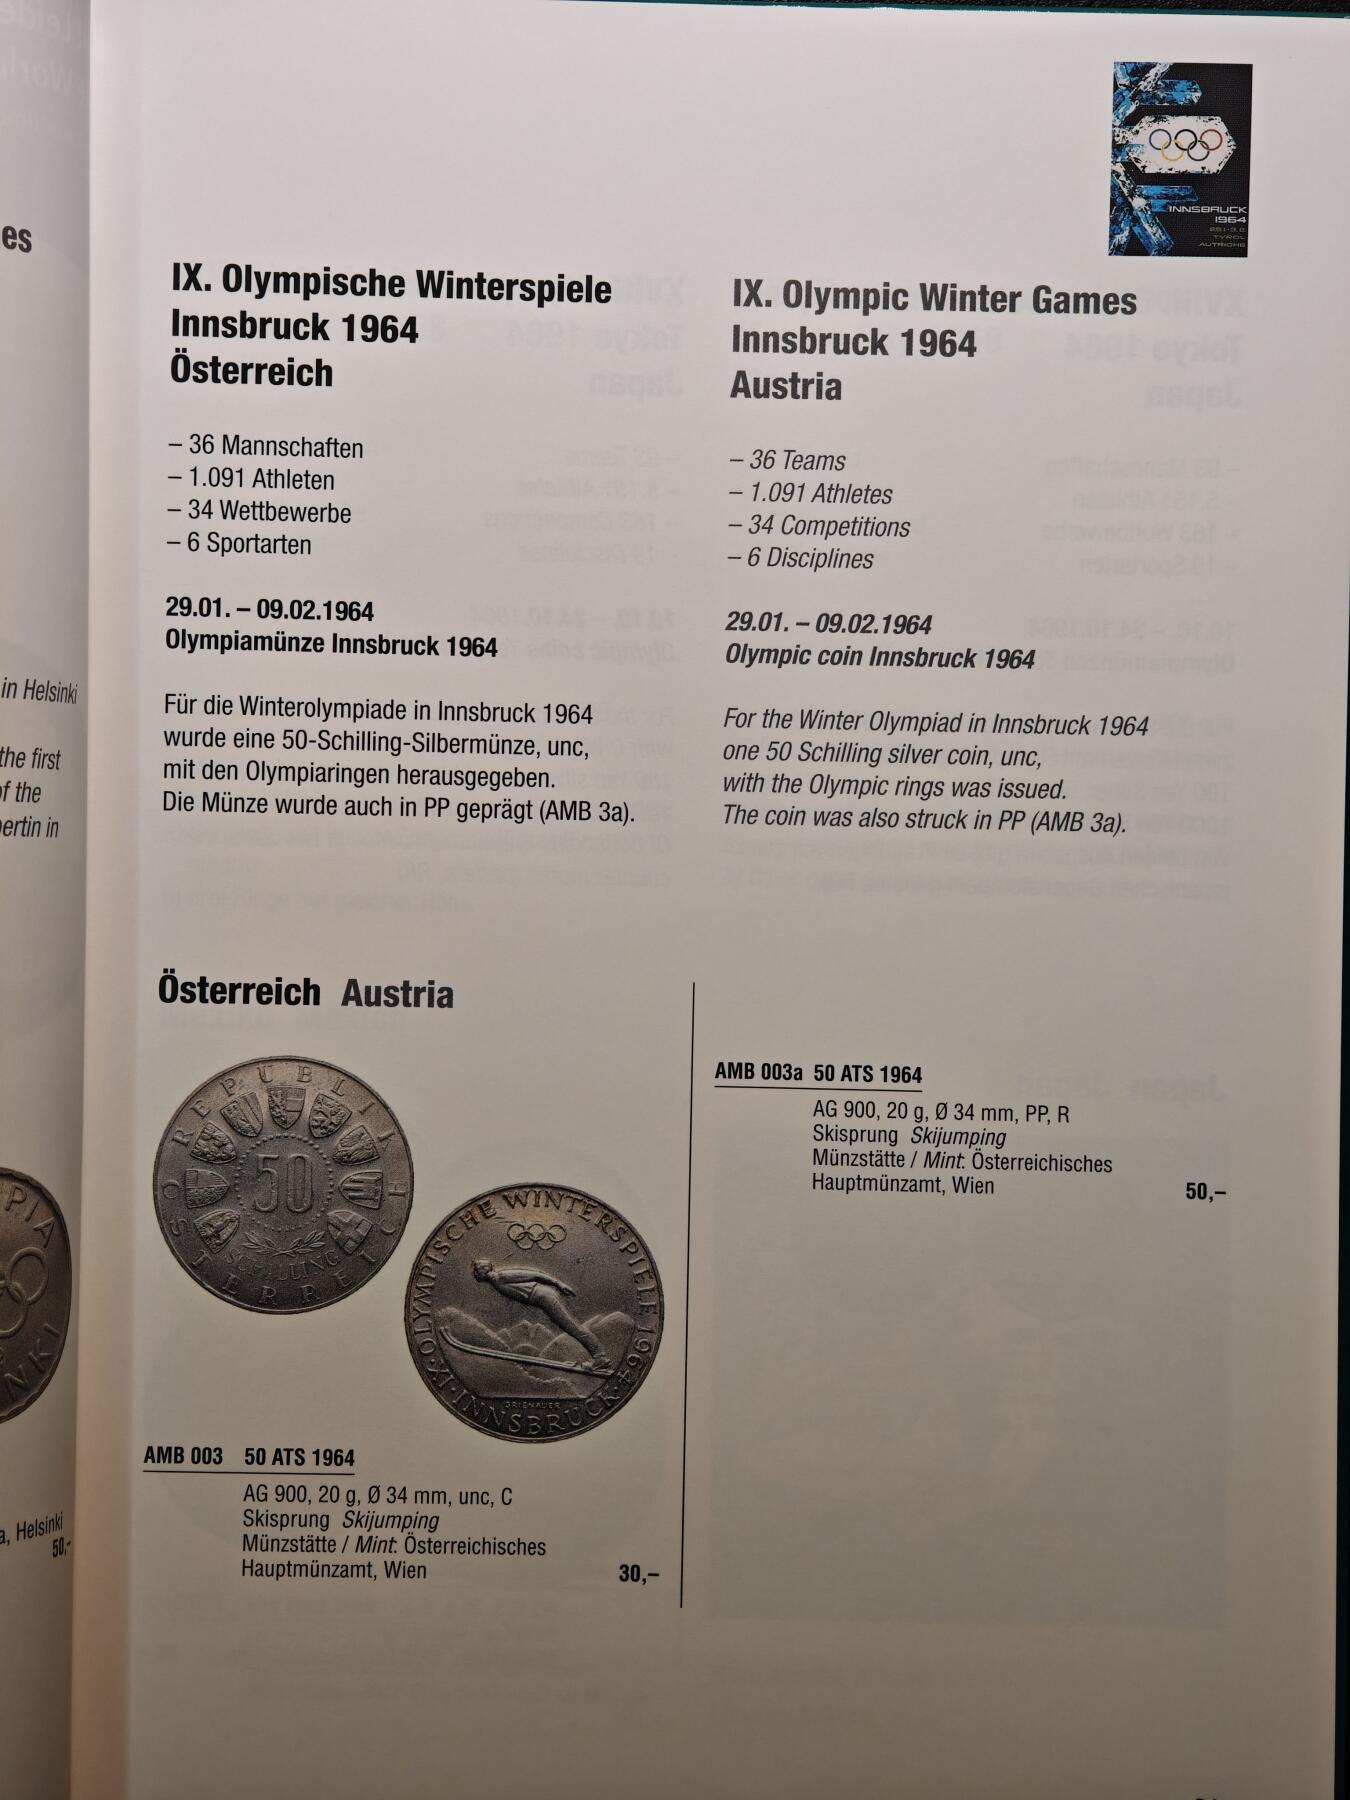 es
in Helsinki
the first
of the
bertin in
a, Helsinki
50,-
INNSBRUCK
1964
29.1-9.2.
TYROL
AUTRICHE
IX. Olympische Winterspiele
Innsbruck 1964
Österreich
– 36 Mannschaften
– 1.091 Athleten
– 34 Wettbewerbe
– 6 Sportarten
29.01. – 09.02.1964
Olympiamünze Innsbruck 1964
Für die Winterolympiade in Innsbruck 1964
wurde eine 50-Schilling-Silbermünze, unc,
mit den Olympiaringen herausgegeben.
Die Münze wurde auch in PP geprägt (AMB 3a).
IX. Olympic Winter Games
Innsbruck 1964
Austria
– 36 Teams
– 1.091 Athletes
– 34 Competitions
– 6 Disciplines
29.01. – 09.02.1964
Olympic coin Innsbruck 1964
For the Winter Olympiad in Innsbruck 1964
one 50 Schilling silver coin, unc,
with the Olympic rings was issued.
The coin was also struck in PP (AMB 3a).
Österreich Austria
REPUBLIK
ÖSTERREICH
50
SCHILLING
IX·OLYMPISCHE WINTERSPIELE 1964·
INNSBRUCK
GRIENAUER
AMB 003 50 ATS 1964
AG 900, 20 g, Ø 34 mm, unc, C
Skisprung Skijumping
Münzstätte / Mint: Österreichisches
Hauptmünzamt, Wien 30,–
AMB 003a 50 ATS 1964
AG 900, 20 g, Ø 34 mm, PP, R
Skisprung Skijumping
Münzstätte / Mint: Österreichisches
Hauptmünzamt, Wien 50,–